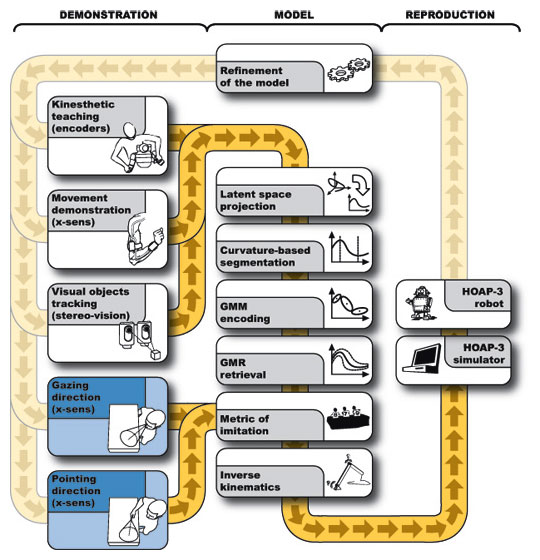 DEMONSTRATION
MODEL
REPRODUCTION
Refinement
of the model
Kinesthetic
teaching
(encoders)
Movement
demonstration
(x-sens)
Visual objects
tracking
(stereo-vision)
Gazing
direction
(x-sens)
Pointing
direction
(x-sens)
Latent space
projection
Curvature-based
segmentation
GMM
encoding
GMR
retrieval
Metric of
imitation
Inverse
kinematics
HOAP-3
robot
HOAP-3
simulator